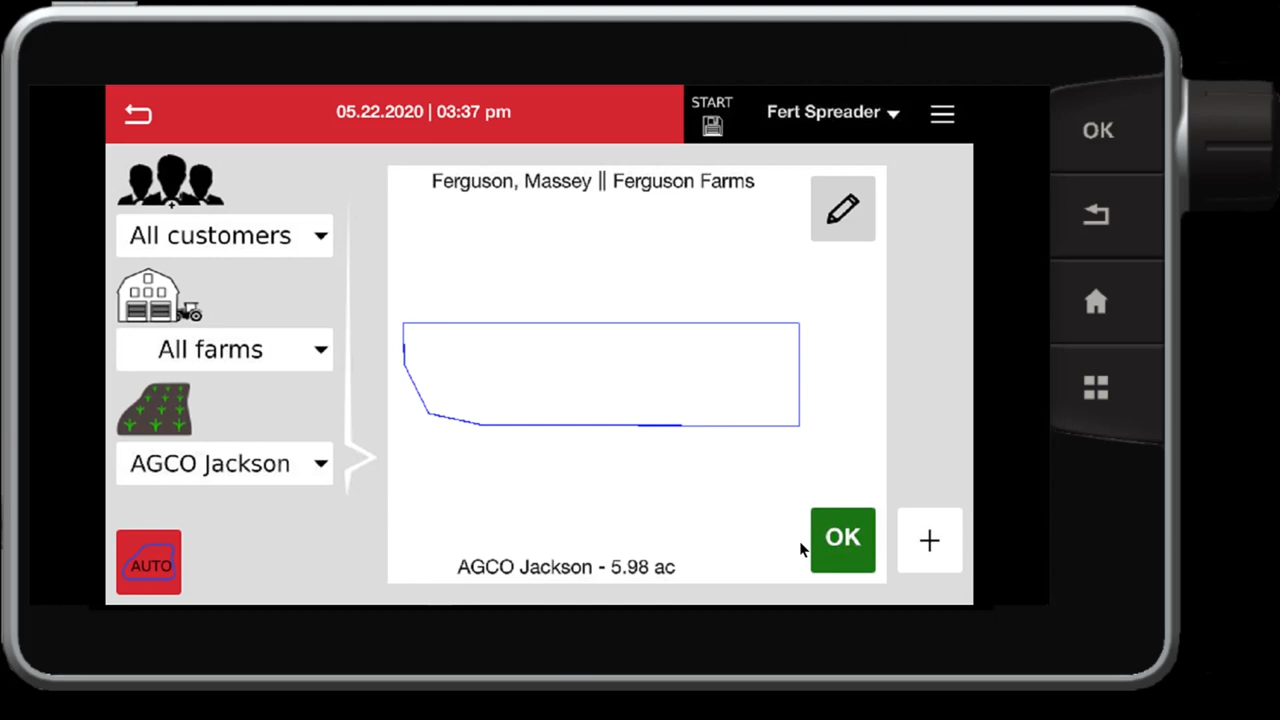 05.22.2020 | 03:37 pm
START
Fert Spreader
OK
Ferguson, Massey || Ferguson Farms
All customers
All farms
AGCO Jackson
AUTO
OK
AGCO Jackson - 5.98 ac
+